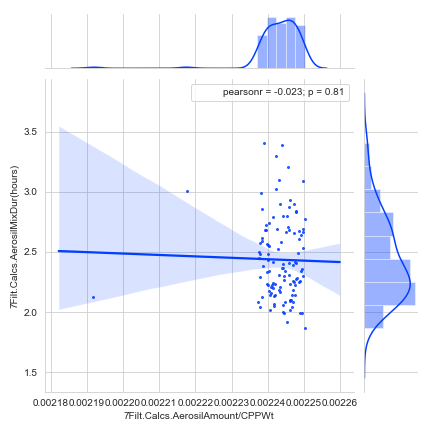 pearsonr = -0.023; p = 0.81
7Filt.Calcs.AerosilMixDur(hours)
3.5
3.0
2.5
2.0
1.5
0.00218 0.00219 0.00220 0.00221 0.00222 0.00223 0.00224 0.00225 0.00226
7Filt.Calcs.AerosilAmount/CPPWt